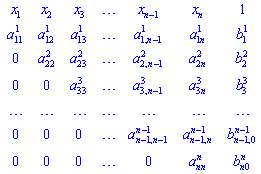 x₁ x₂ x₃ ... xₙ₋₁ xₙ 1
a¹₁₁ a¹₁₂ a¹₁₃ ... a¹₁,ₙ₋₁ a¹₁ₙ b¹₁
0 a²₂₂ a²₂₃ ... a²₂,ₙ₋₁ a²₂ₙ b²₂
0 0 a³₃₃ ... a³₃,ₙ₋₁ a³₃ₙ b³₃
... ... ... ... ... ... ...
0 0 0 ... aⁿ⁻¹ₙ₋₁,ₙ₋₁ aⁿ⁻¹ₙ₋₁,ₙ bⁿ⁻¹ₙ₋₁,₀
0 0 0 ... 0 aⁿₙₙ bⁿₙ₀